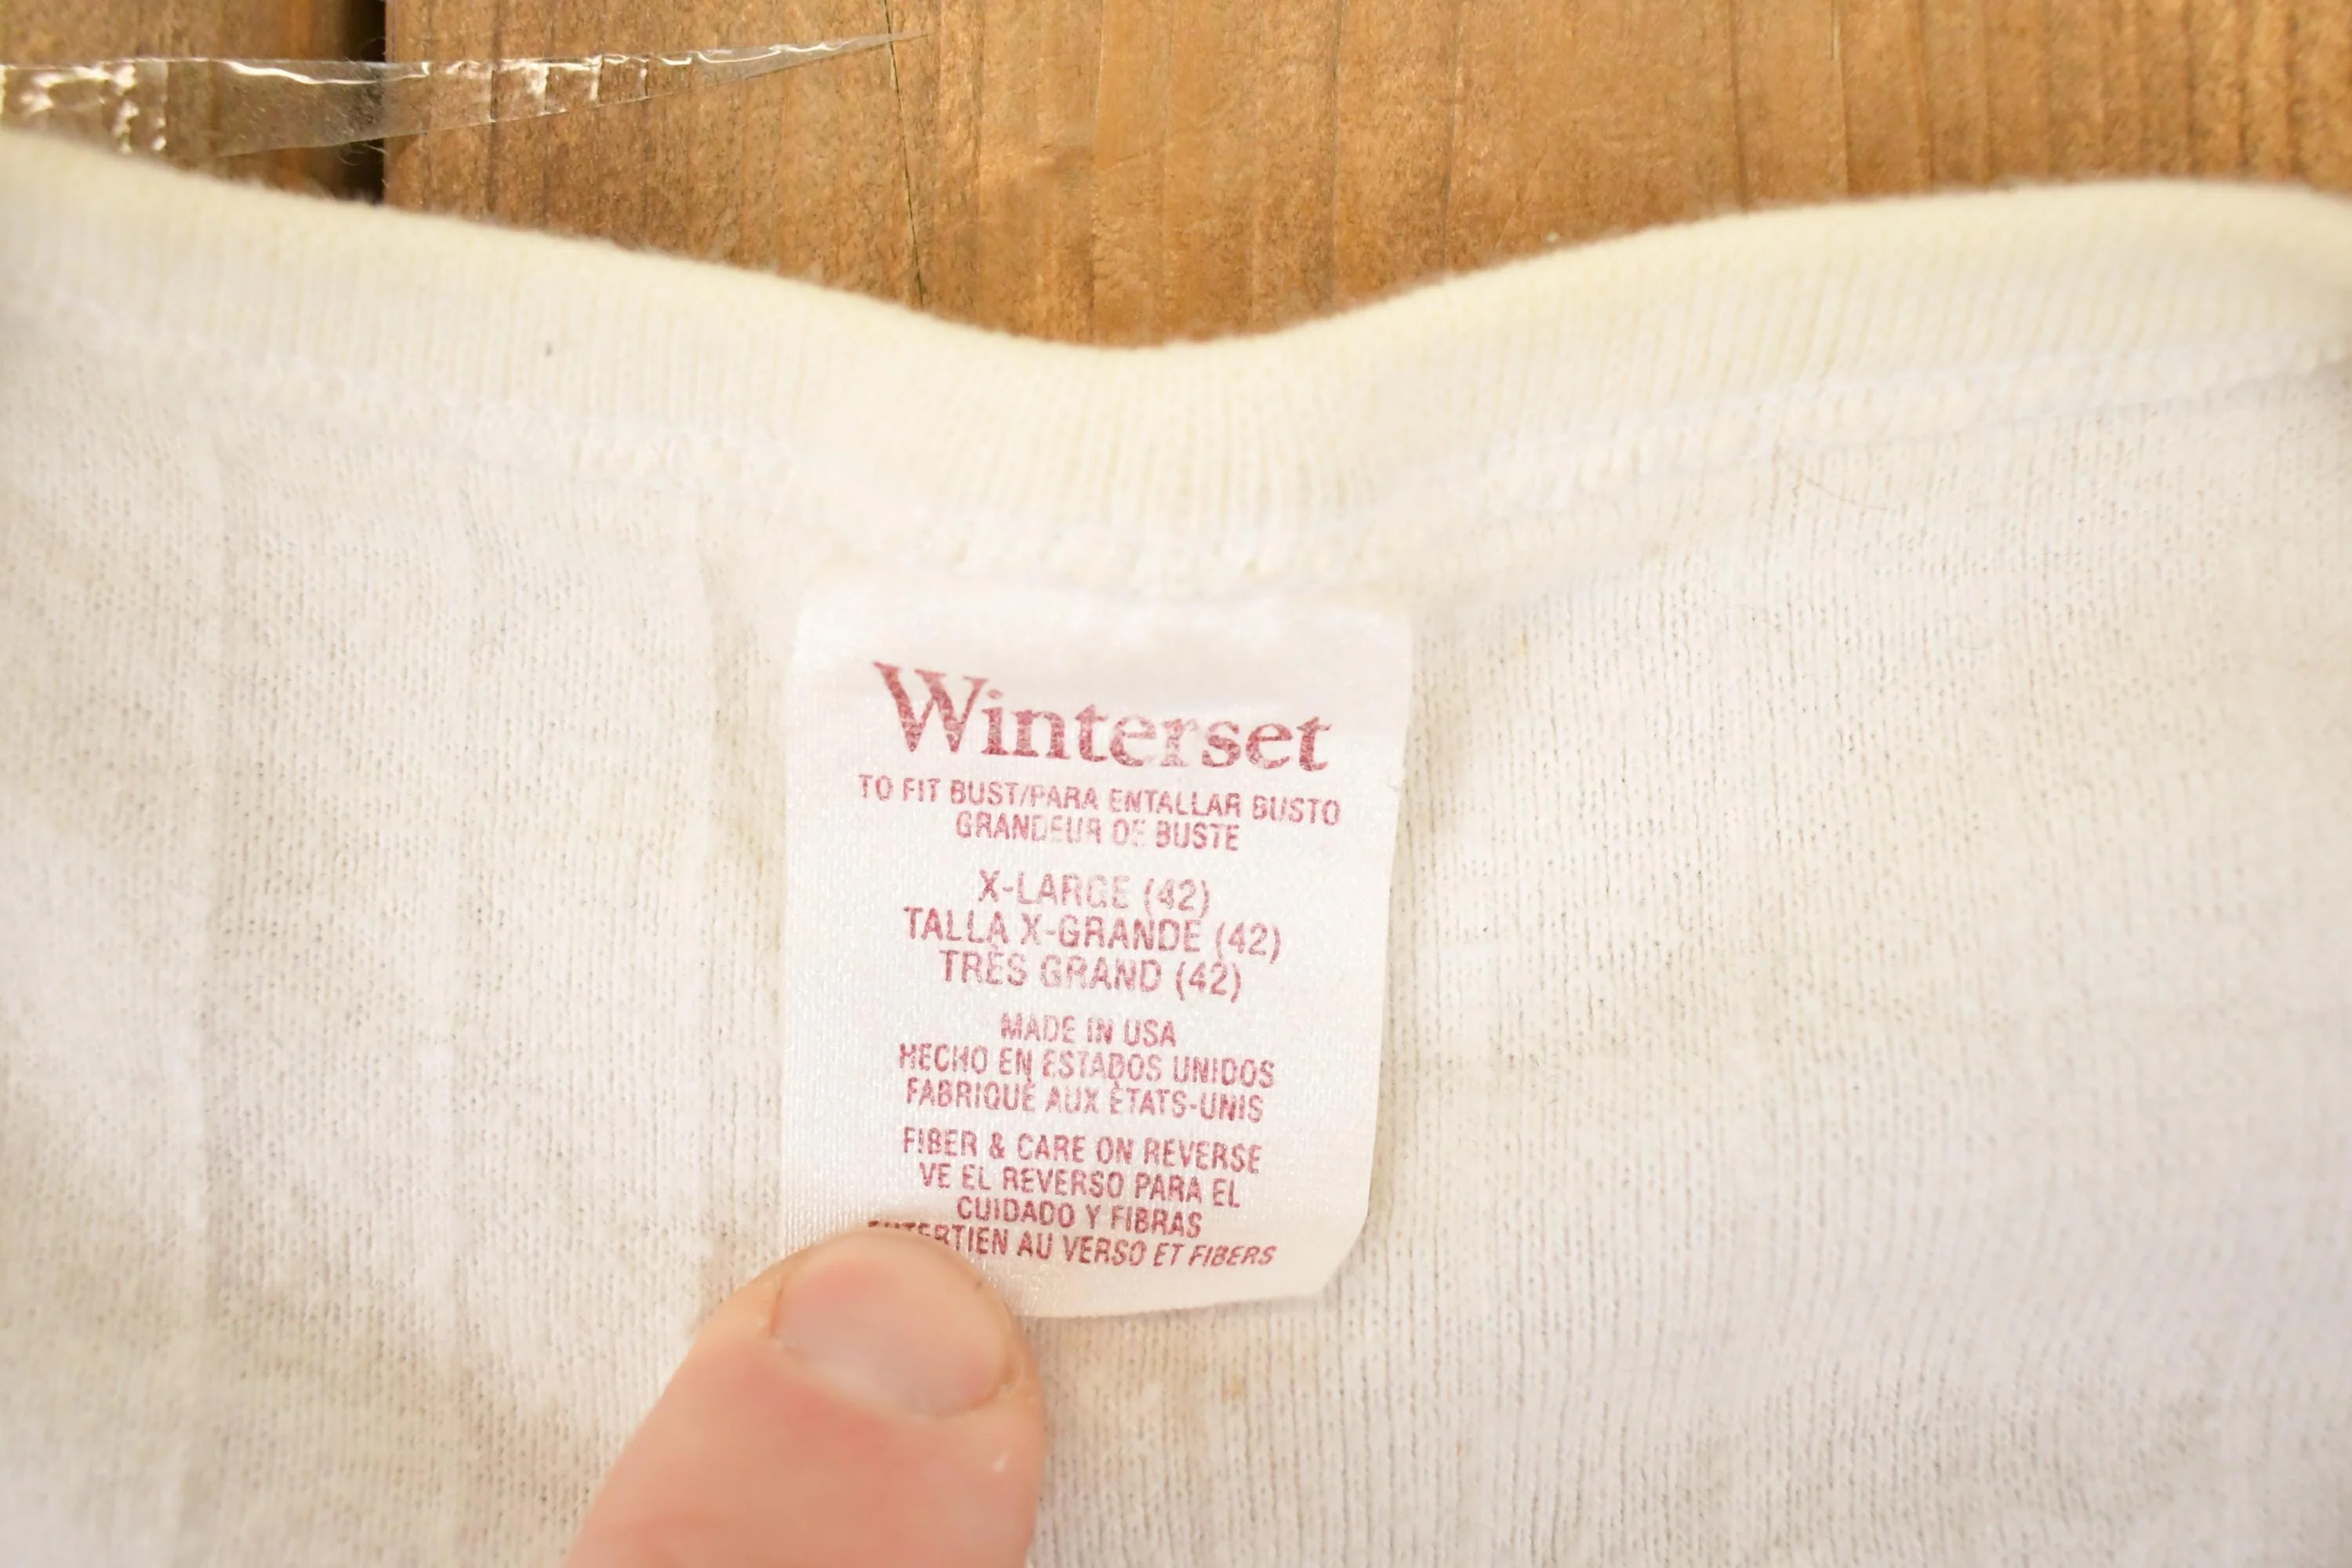 Winterset
TO FIT BUST/PARA ENTALLAR BUSTO
GRANDEUR DE BUSTE
X-LARGE (42)
TALLA X-GRANDE (42)
TRÈS GRAND (42)
MADE IN USA
HECHO EN ESTADOS UNIDOS
FABRIQUÉ AUX ÉTATS-UNIS
FIBER & CARE ON REVERSE
VE EL REVERSO PARA EL
CUIDADO Y FIBRAS
AU VERSO ET FIBERS